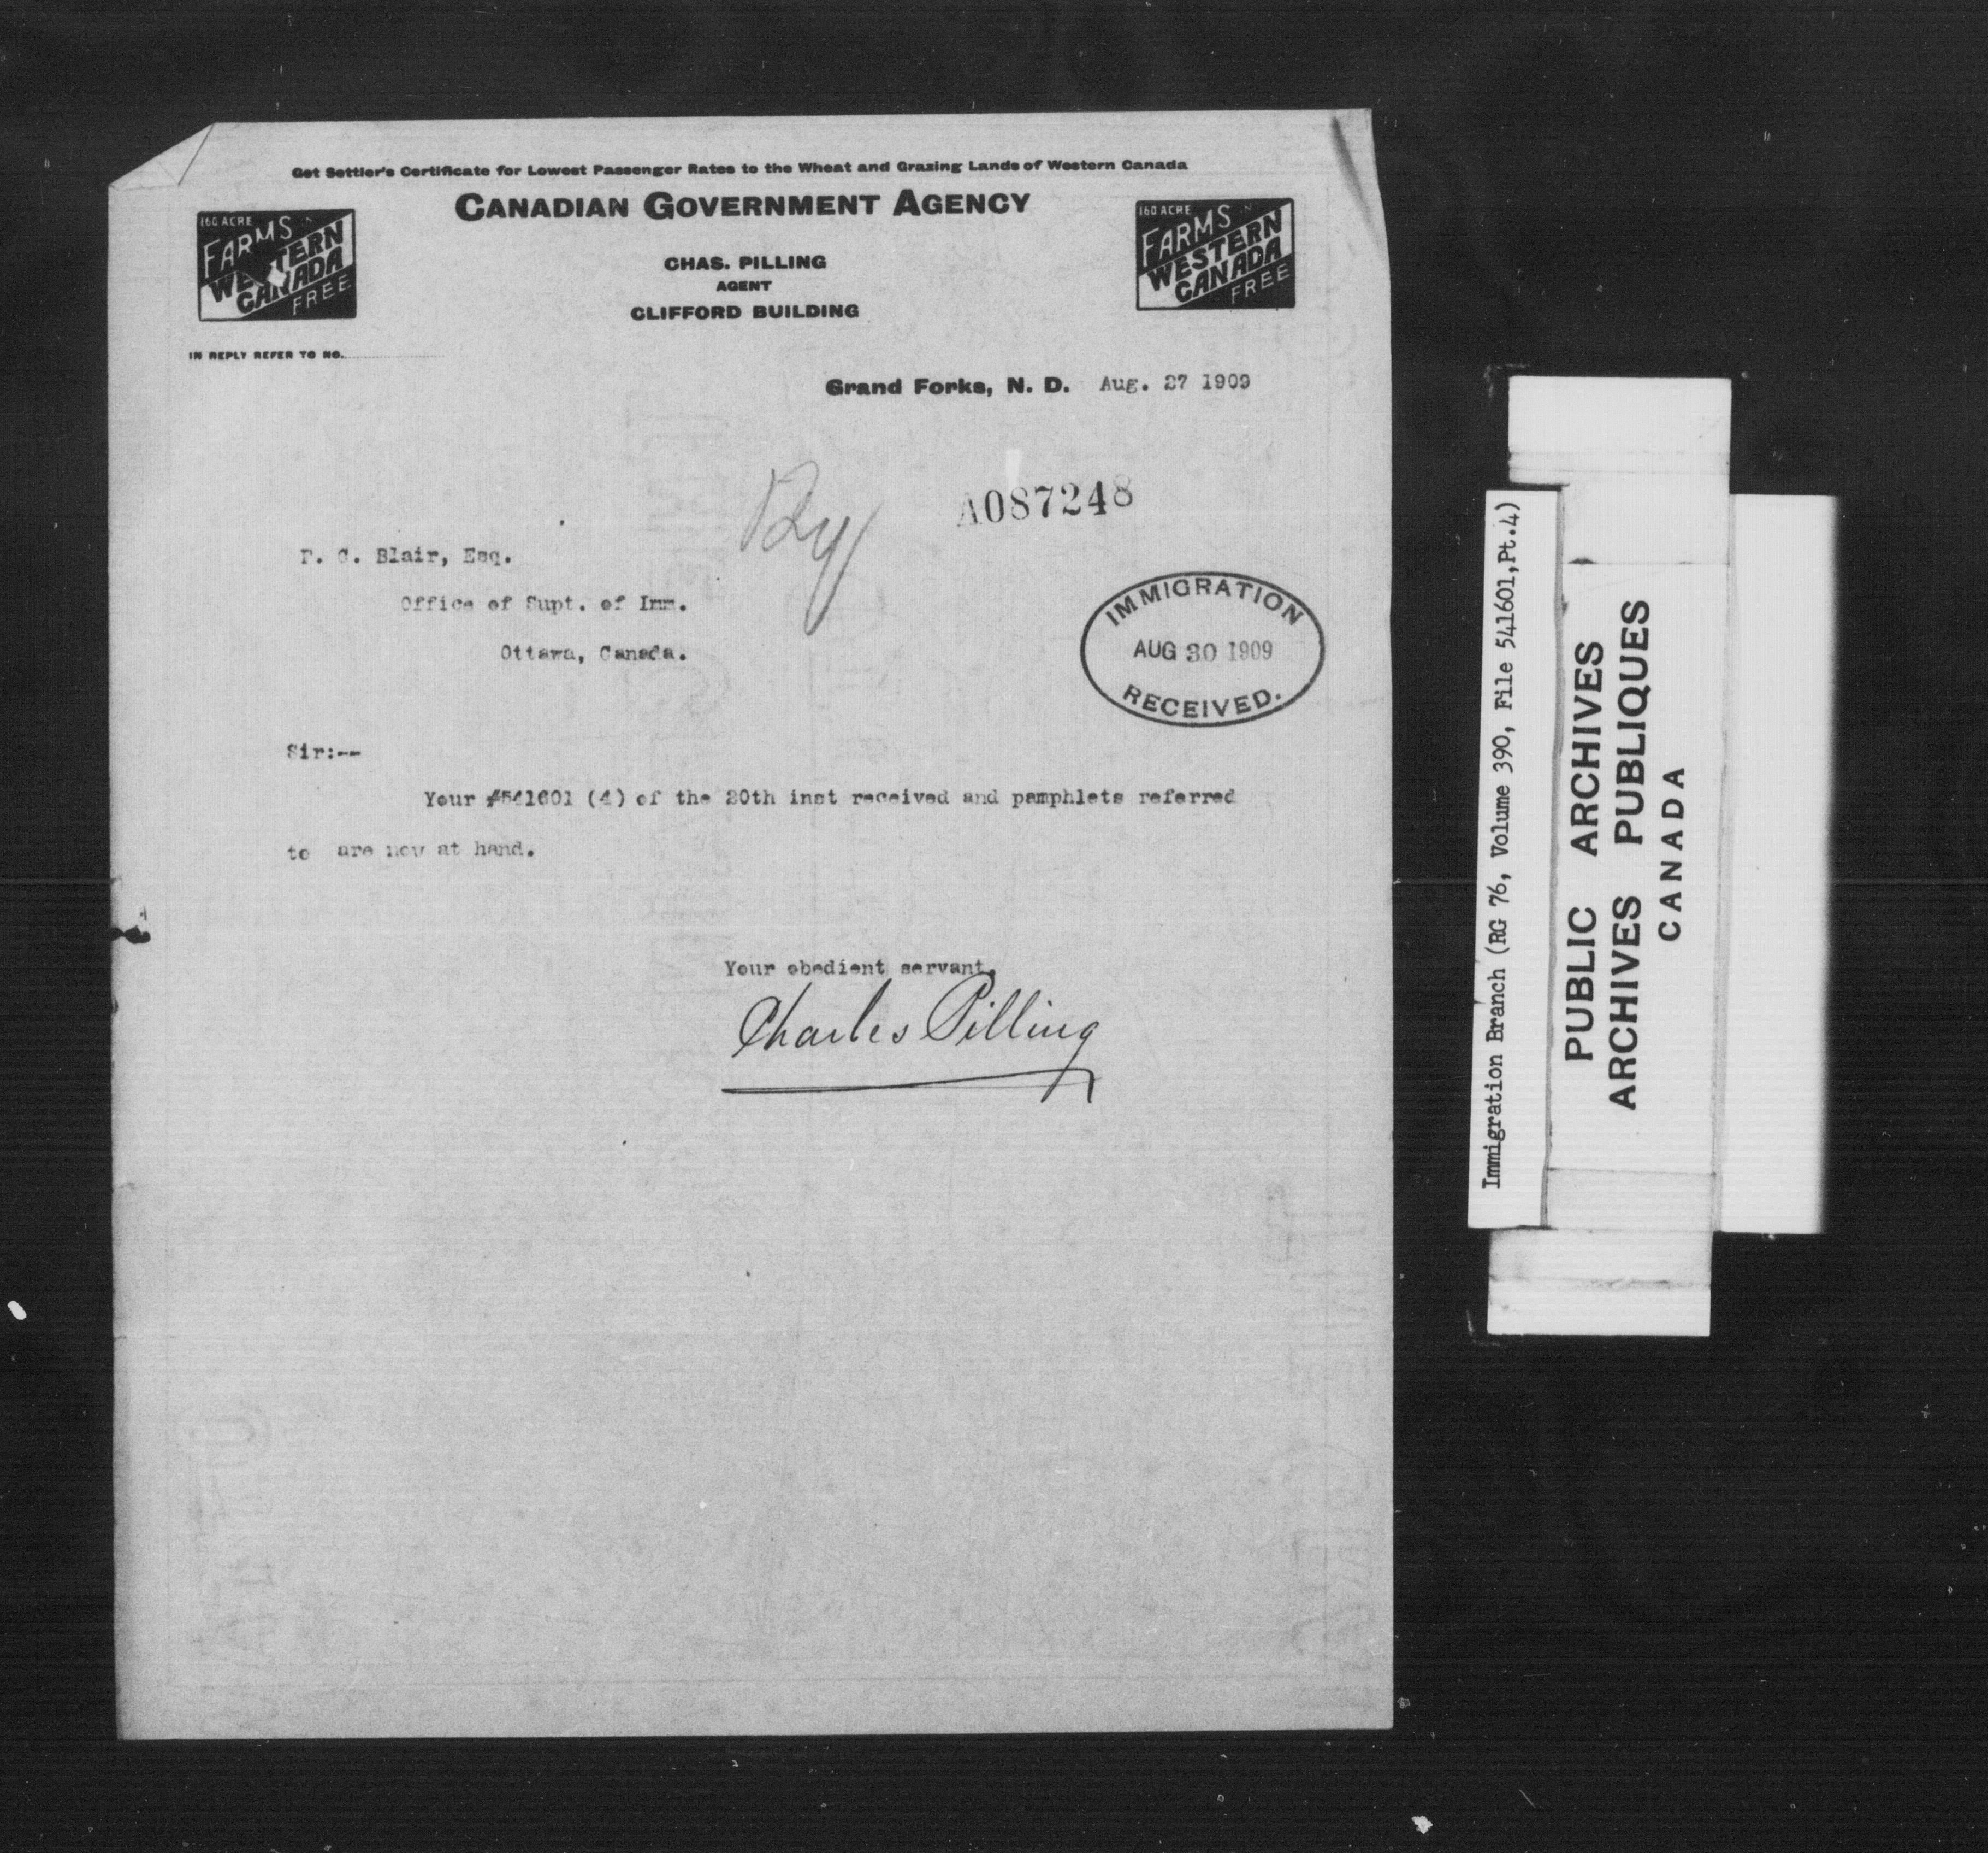 Get Settler's Certificate for Lowest Passenger Rates to the Wheat and Grazing Lands of Western Canada
CANADIAN GOVERNMENT AGENCY
160 ACRE
FARMS IN
WESTERN
CANADA
FREE
CHAS. PILLING
AGENT
CLIFFORD BUILDING
160 ACRE
FARMS IN
WESTERN
CANADA
FREE
IN REPLY REFER TO NO.
Grand Forks, N. D. Aug. 27 1909
A087248
Blair, Esq.
Office of Supt. of Imm.
Ottawa, Canada.
IMMIGRATION
AUG 30 1909
RECEIVED.
Sir:--
Your #541601 (4) of the 20th inst received and pamphlets referred
to are now at hand.
Your obedient servant,
Charles Pilling
Immigration Branch (RG 76, Volume 390, File 541601,Pt.4)
PUBLIC ARCHIVES
ARCHIVES PUBLIQUES
CANADA